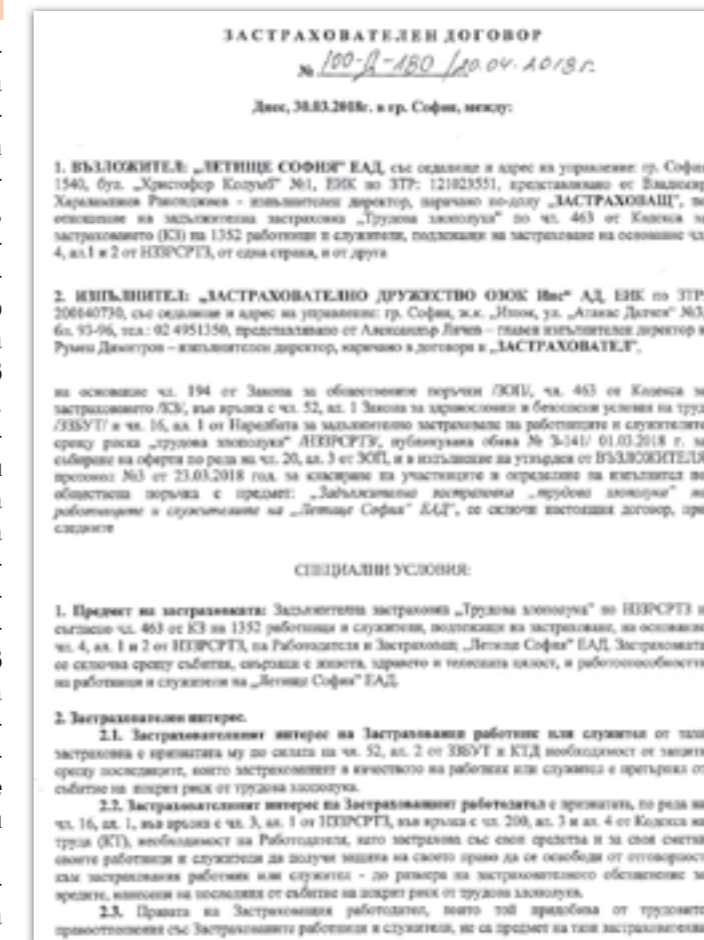 ЗАСТРАХОВАТЕЛЕН ДОГОВОР
№ 100-Д-180 /20.04.2018г.
Днес, 30.03.2018г. в гр. София, между:
1. ВЪЗЛОЖИТЕЛ: „ЛЕТИЩЕ СОФИЯ" ЕАД, със седалище и адрес на управление: гр. София
1540, бул. „Христофор Колумб" №1, ЕИК по ЗТР: 121023551, представлявано от Владимир
- изпълнителен директор, наричано по-долу „ЗАСТРАХОВАЩ", по
отношение на задължителна застраховка „Трудова злополука" по чл. 463 от Кодекса за
застраховането (КЗ) на 1352 работници и служители, подлежащи на застраховане на основание чл.
4, ал.1 и 2 от НЗЗРСРТЗ, от една страна, и от друга
2. ИЗПЪЛНИТЕЛ: „ЗАСТРАХОВАТЕЛНО ДРУЖЕСТВО ОЗОК Инс" АД, ЕИК по ЗТР:
200140730, със седалище и адрес на управление: гр. София, ж.к. „Изток, ул. „Атанас Далчев" №3,
бл. 93-96, тел.: 02 4951350, представлявано от Александър Личев – главен изпълнителен директор и
Румен Димитров – изпълнителен директор, наричано в договора и „ЗАСТРАХОВАТЕЛ",
на основание чл. 194 от Закона за обществените поръчки /ЗОП/, чл. 463 от Кодекса за
застраховането /КЗ/, във връзка с чл. 52, ал. 1 Закона за здравословни и безопасни условия на труд
/ЗЗБУТ/ и чл. 16, ал. 1 от Наредбата за задължително застраховане на работниците и служителите
срещу риска „трудова злополука" /НЗЗРСРТЗ/, публикувана обява № З-141/ 01.03.2018 г. за
събиране на оферти по реда на чл. 20, ал. 3 от ЗОП, и в изпълнение на утвърден от ВЪЗЛОЖИТЕЛЯ
протокол №3 от 23.03.2018 год. за класиране на участниците и определяне на изпълнител по
обществена поръчка с предмет: „Задължителна застраховка „трудова злополука" на
работниците и служителите на „Летище София" ЕАД", се сключи настоящия договор, при
следните
СПЕЦИАЛНИ УСЛОВИЯ:
1. Предмет на застраховката: Задължителна застраховка „Трудова злополука" по НЗЗРСРТЗ и
съгласно чл. 463 от КЗ на 1352 работници и служители, подлежащи на застраховане, на основание
чл. 4, ал. 1 и 2 от НЗЗРСРТЗ, на Работодателя и Застраховащ „Летище София" ЕАД. Застраховката
се сключва срещу събития, свързани с живота, здравето и телесната цялост, и работоспособността
на работници и служители на „Летище София" ЕАД.
2. Застрахователен интерес.
2.1. Застрахователният интерес на Застрахования работник или служител от тази
застраховка е признатата му по силата на чл. 52, ал. 2 от ЗЗБУТ и КТД необходимост от защита
срещу последиците, които застрахованият в качеството на работник или служител е претърпял от
събитие на покрит риск от трудова злополука.
2.2. Застрахователният интерес на Застраховащият работодател е признатата, по реда на
чл. 16, ал. 1, във връзка с чл. 3, ал. 1 от НЗЗРСРТЗ, във връзка с чл. 200, ал. 3 и ал. 4 от Кодекса на
труда (КТ), необходимост на Работодателя, като застрахова със свои средства и за своя сметка
своите работници и служители да получи защита на своето право да се освободи от отговорност
към застрахования работник или служител - до размера на застрахователното обезщетение за
вредите, нанесени на последния от събитие на покрит риск от трудова злополука.
2.3. Правата на Застраховащия работодател, които той придобива от трудовите
правоотношения със Застрахованите работници и служители, не са предмет на тази застрахователна